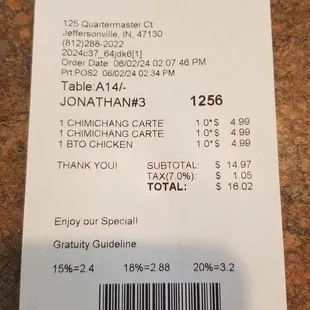 125 Quartermaster Ct
Jeffersonville, IN, 47130
(812)288-2022
2024c37_64jdk6[1]
Order Date: 06/02/24 02:07:46 PM
Prt:POS2 06/02/24 02:34 PM
Table:A14/-
JONATHAN#3 1256
1 CHIMICHANG CARTE 1.0*$ 4.99
1 CHIMICHANG CARTE 1.0*$ 4.99
1 BTO CHICKEN 1.0*$ 4.99
THANK YOU! SUBTOTAL: $ 14.97
TAX(7.0%): $ 1.05
TOTAL: $ 16.02
Enjoy our Special!
Gratuity Guideline:
15%=2.4 18%=2.88 20%=3.2